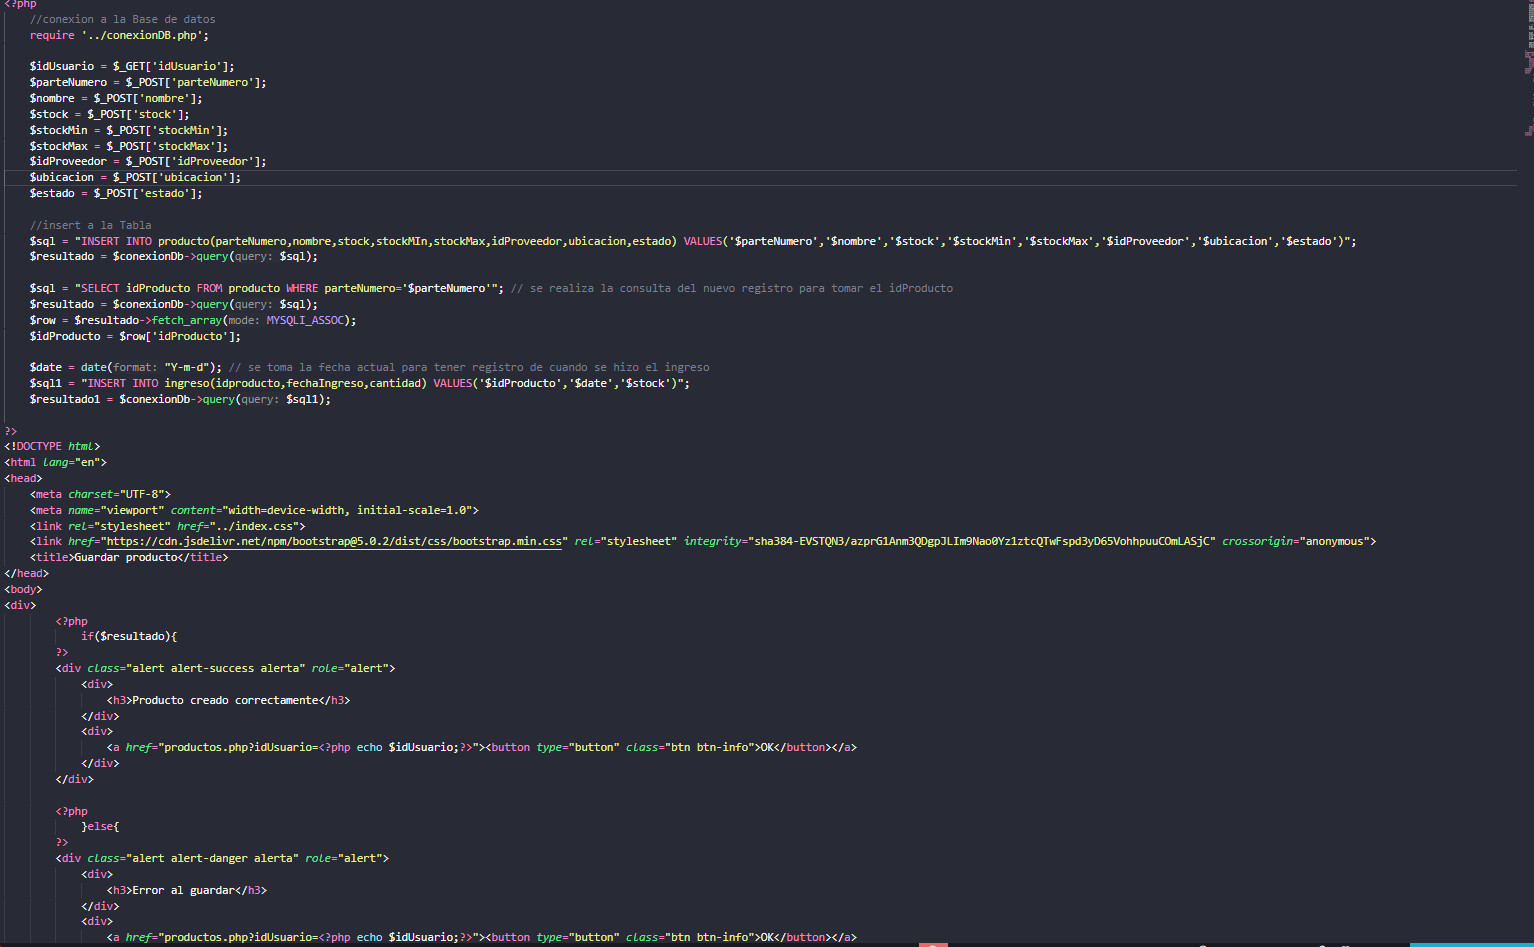 <?php
//conexion a la Base de datos
require '../conexionDB.php';
$idUsuario = $_GET['idUsuario'];
$parteNumero = $_POST['parteNumero'];
$nombre = $_POST['nombre'];
$stock = $_POST['stock'];
$stockMin = $_POST['stockMin'];
$stockMax = $_POST['stockMax'];
$idProveedor = $_POST['idProveedor'];
$ubicacion = $_POST['ubicacion'];
$estado = $_POST['estado'];
//insert a la Tabla
$sql = "INSERT INTO producto(parteNumero,nombre,stock,stockMIn,stockMax,idProveedor,ubicacion,estado) VALUES('$parteNumero','$nombre','$stock','$stockMin','$stockMax','$idProveedor','$ubicacion','$estado')";
$resultado = $conexionDb->query(query: $sql);
$sql = "SELECT idProducto FROM producto WHERE parteNumero='$parteNumero'"; // se realiza la consulta del nuevo registro para tomar el idProducto
$resultado = $conexionDb->query(query: $sql);
$row = $resultado->fetch_array(mode: MYSQLI_ASSOC);
$idProducto = $row['idProducto'];
$date = date(format: "Y-m-d"); // se toma la fecha actual para tener registro de cuando se hizo el ingreso
$sql1 = "INSERT INTO ingreso(idproducto,fechaIngreso,cantidad) VALUES('$idProducto','$date','$stock')";
$resultado1 = $conexionDb->query(query: $sql1);
?>
<!DOCTYPE html>
<html lang="en">
<head>
<meta charset="UTF-8">
<meta name="viewport" content="width=device-width, initial-scale=1.0">
<link rel="stylesheet" href="../index.css">
<link href="https://cdn.jsdelivr.net/npm/bootstrap@5.0.2/dist/css/bootstrap.min.css" rel="stylesheet" integrity="sha384-EVSTQN3/azprG1Anm3QDgpJLIm9Nao0Yz1ztcQTwFspd3yD65VohhpuuCOmLASjC" crossorigin="anonymous">
<title>Guardar producto</title>
</head>
<body>
<div>
<?php
if($resultado){
?>
<div class="alert alert-success alerta" role="alert">
<div>
<h3>Producto creado correctamente</h3>
</div>
<div>
<a href="productos.php?idUsuario=<?php echo $idUsuario;?>"><button type="button" class="btn btn-info">OK</button></a>
</div>
</div>
<?php
}else{
?>
<div class="alert alert-danger alerta" role="alert">
<div>
<h3>Error al guardar</h3>
</div>
<div>
<a href="productos.php?idUsuario=<?php echo $idUsuario;?>"><button type="button" class="btn btn-info">OK</button></a>